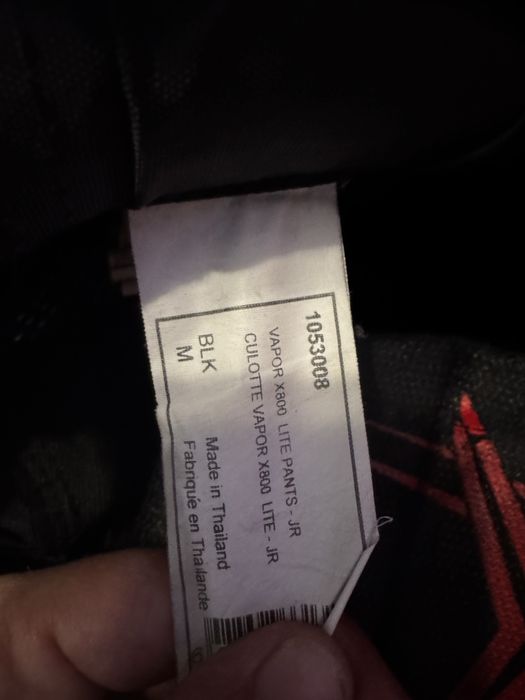 1053008
VAPOR X800 LITE PANTS - JR
CULOTTE VAPOR X800 LITE - JR
BLK
M
Made in Thailand
Fabriqué en Thaïlande